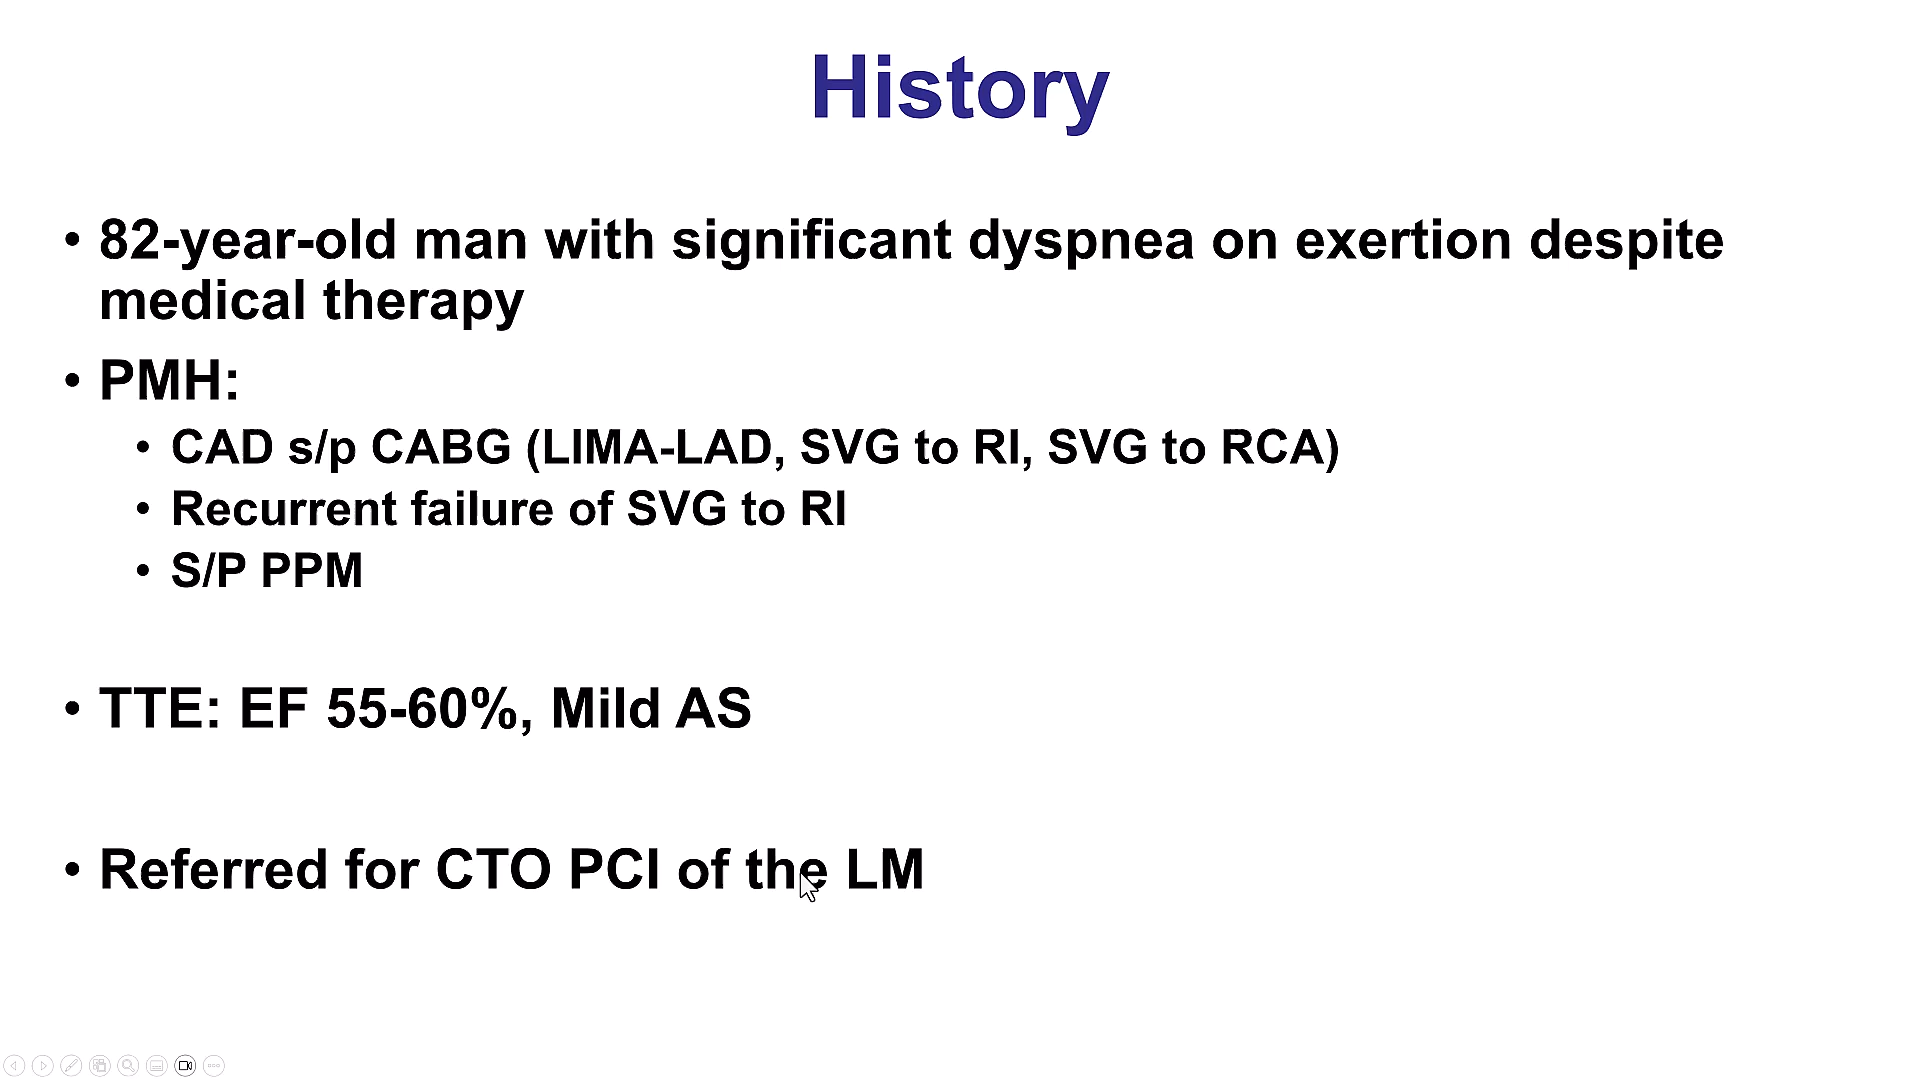 History
• 82-year-old man with significant dyspnea on exertion despite
medical therapy
• PMH:
• CAD s/p CABG (LIMA-LAD, SVG to RI, SVG to RCA)
• Recurrent failure of SVG to RI
• S/P PPM
• TTE: EF 55-60%, Mild AS
• Referred for CTO PCI of the LM